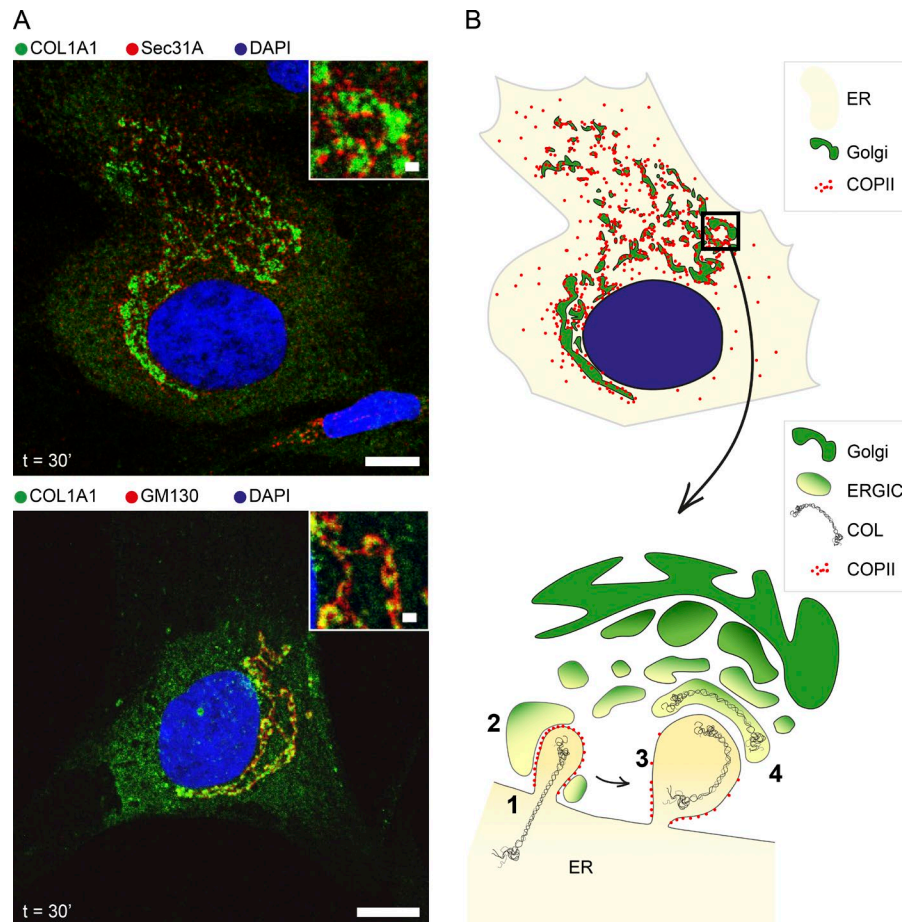 A
COL1A1 Sec31A DAPI
t = 30’
COL1A1 GM130 DAPI
t = 30’
B
ER
Golgi
COPII
Golgi
ERGIC
COL
COPII
2
3
4
1
ER